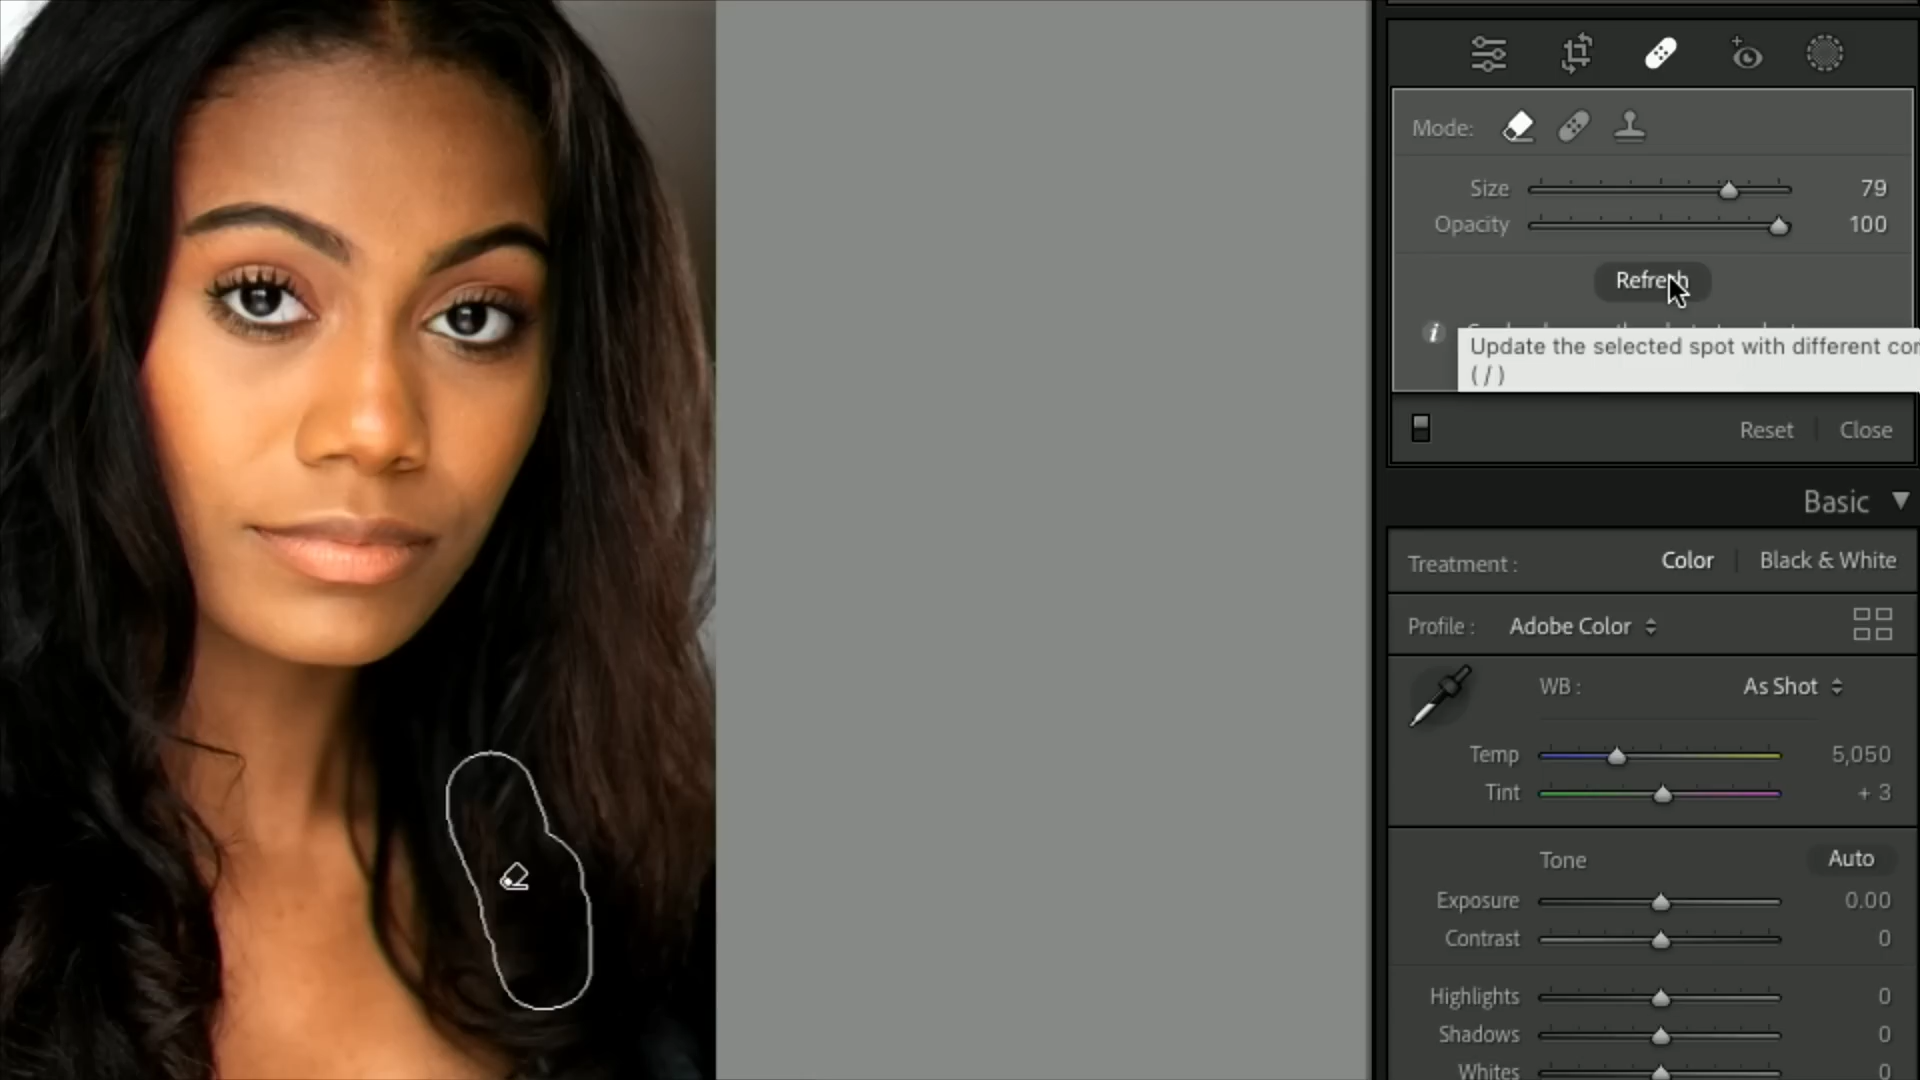 Mode:
Size 79
Opacity 100
Refresh
Update the selected spot with different con
(/)
Reset Close
Basic
Treatment : Color Black & White
Profile : Adobe Color
WB : As Shot
Temp 5,050
Tint + 3
Tone Auto
Exposure 0.00
Contrast 0
Highlights 0
Shadows 0
Whites 0